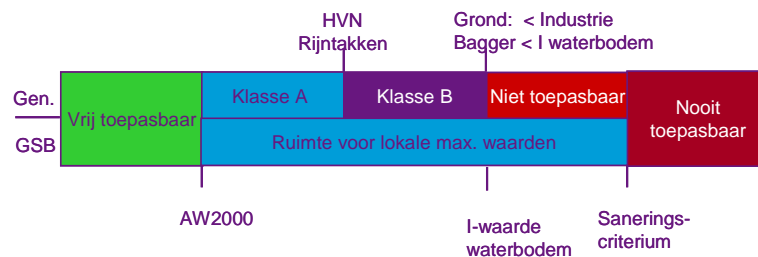 HVN
Rijntakken
Grond: < Industrie
Bagger < I waterbodem
Gen.
GSB
Vrij toepasbaar
Klasse A
Klasse B
Niet toepasbaar
Nooit
toepasbaar
Ruimte voor lokale max. waarden
AW2000
I-waarde
waterbodem
Sanerings-
criterium